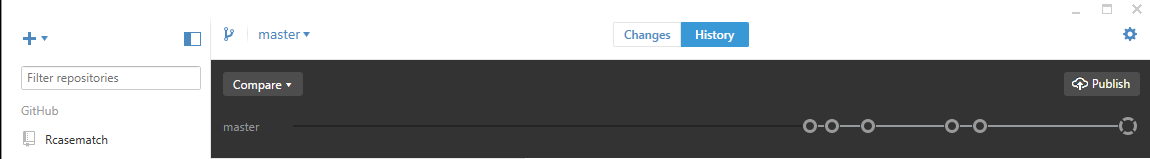 master
Changes
History
Filter repositories
Compare
Publish
GitHub
master
Rcasematch